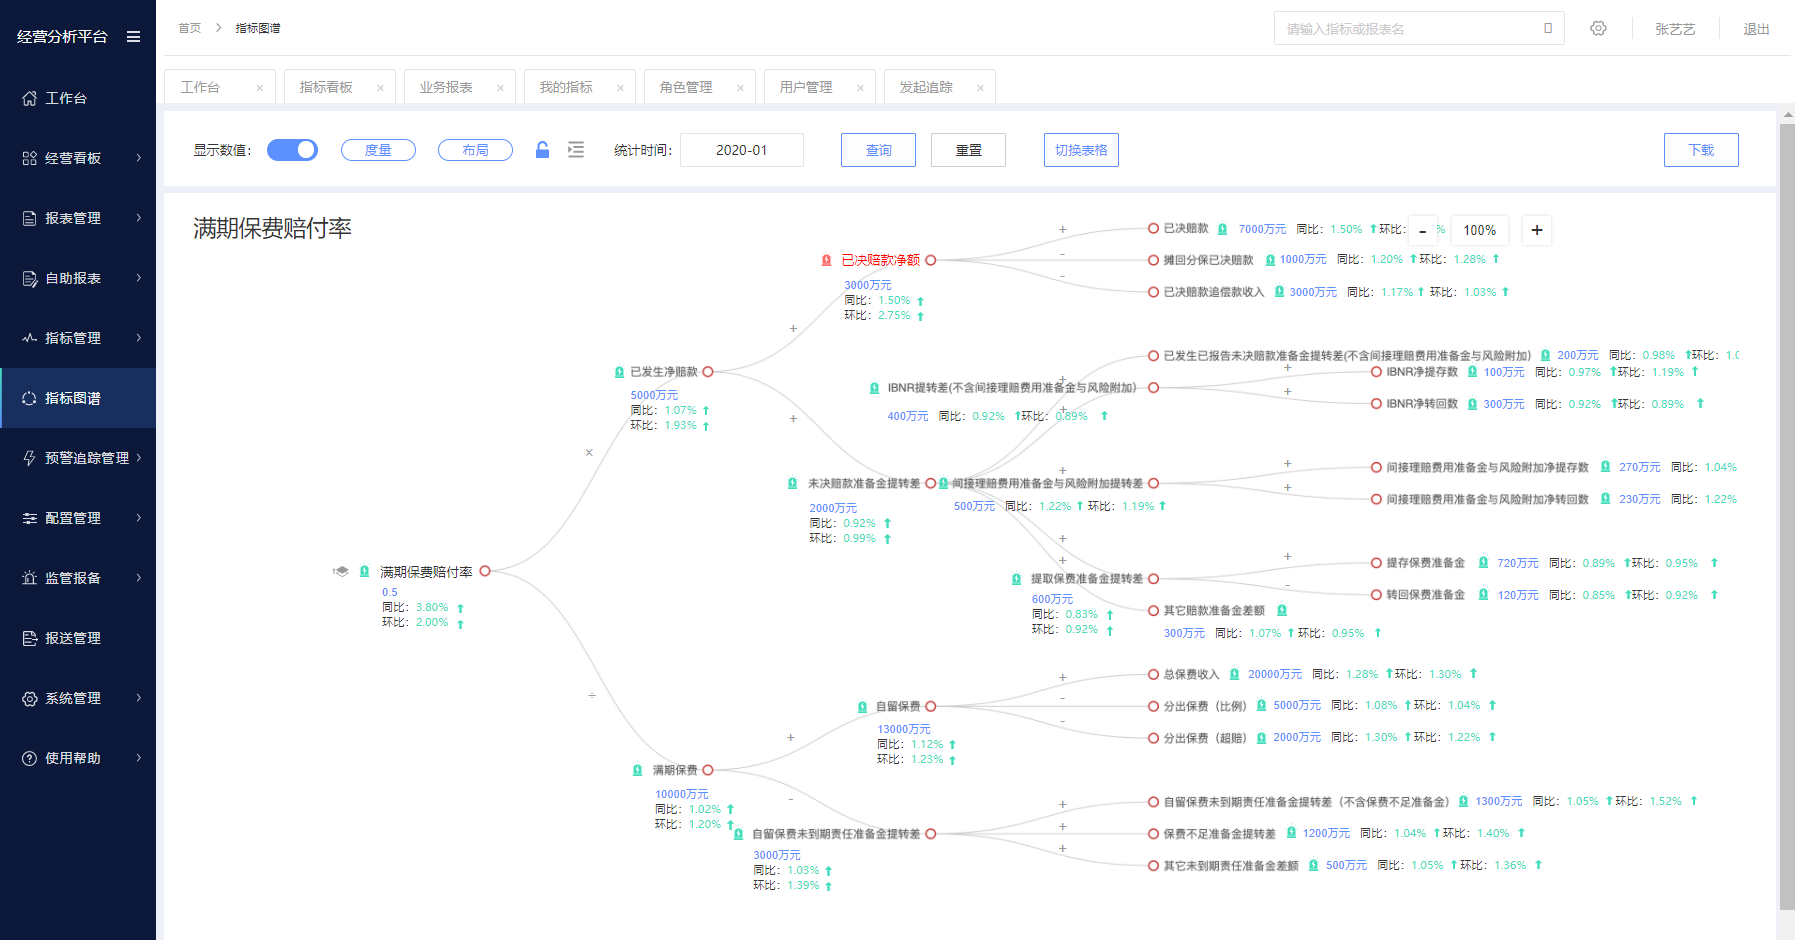 经营分析平台
首页 > 指标图谱
请输入指标或报表名
张艺艺
退出
工作台
经营看板
报表管理
自助报表
指标管理
指标图谱
预警追踪管理
配置管理
监管报备
报送管理
系统管理
使用帮助
工作台 ×
指标看板 ×
业务报表 ×
我的指标 ×
角色管理 ×
用户管理 ×
发起追踪 ×
显示数值：
度量
布局
统计时间：
2020-01
查询
重置
切换表格
下载
满期保费赔付率
- 100% +
满期保费赔付率
0.5
同比： 3.80%
环比： 2.00%
×
÷
已发生净赔款
5000万元
同比： 1.07%
环比： 1.93%
+
+
已决赔款净额
3000万元
同比： 1.50%
环比： 2.75%
+
-
-
已决赔款 7000万元 同比： 1.50% 环比： %
摊回分保已决赔款 1000万元 同比： 1.20% 环比： 1.28%
已决赔款追偿款收入 3000万元 同比： 1.17% 环比： 1.03%
未决赔款准备金提转差
2000万元
同比： 0.92%
环比： 0.99%
+
+
+
+
+
已发生已报告未决赔款准备金提转差(不含间接理赔费用准备金与风险附加) 200万元 同比： 0.98% 环比： 1.0
IBNR提转差(不含间接理赔费用准备金与风险附加)
400万元 同比： 0.92% 环比： 0.89%
+
+
IBNR净提存数 100万元 同比： 0.97% 环比： 1.19%
IBNR净转回数 300万元 同比： 0.92% 环比： 0.89%
间接理赔费用准备金与风险附加提转差
500万元 同比： 1.22% 环比： 1.19%
+
+
间接理赔费用准备金与风险附加净提存数 270万元 同比： 1.04%
间接理赔费用准备金与风险附加净转回数 230万元 同比： 1.22%
提取保费准备金提转差
600万元
同比： 0.83%
环比： 0.92%
+
-
提存保费准备金 720万元 同比： 0.89% 环比： 0.95%
转回保费准备金 120万元 同比： 0.85% 环比： 0.92%
其它赔款准备金差额
300万元 同比： 1.07% 环比： 0.95%
满期保费
10000万元
同比： 1.02%
环比： 1.20%
+
-
自留保费
13000万元
同比： 1.12%
环比： 1.23%
+
-
-
总保费收入 20000万元 同比： 1.28% 环比： 1.30%
分出保费（比例） 5000万元 同比： 1.08% 环比： 1.04%
分出保费（超赔） 2000万元 同比： 1.30% 环比： 1.22%
自留保费未到期责任准备金提转差
3000万元
同比： 1.03%
环比： 1.39%
+
+
+
自留保费未到期责任准备金提转差（不含保费不足准备金） 1300万元 同比： 1.05% 环比： 1.52%
保费不足准备金提转差 1200万元 同比： 1.04% 环比： 1.40%
其它未到期责任准备金差额 500万元 同比： 1.05% 环比： 1.36%